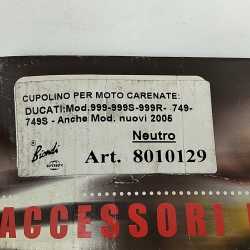 CUPOLINO PER MOTO CARENATE:
DUCATI:Mod.999-999S-999R- 749-
749S - Anche Mod. nuovi 2005
Neutro
Biondi
Art. 8010129
ACCESSORI